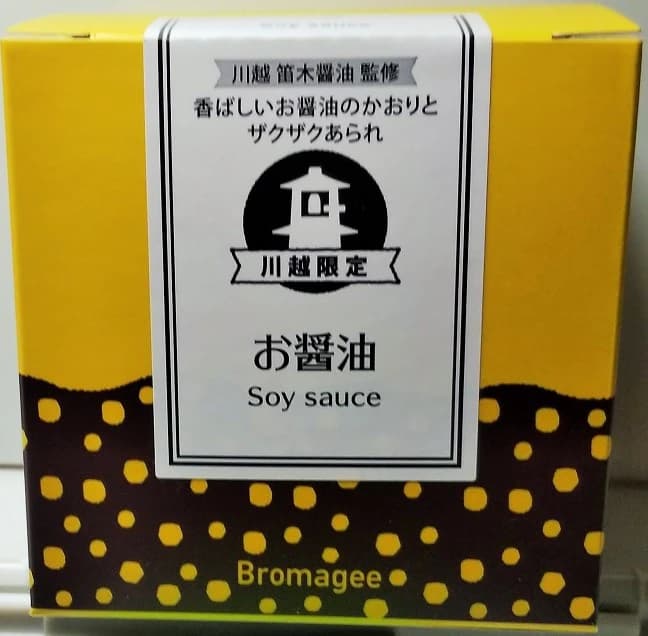 川越 笛木醤油 監修
香ばしいお醤油のかおりと
ザクザクあられ
川越限定
お醤油
Soy sauce
Bromagee